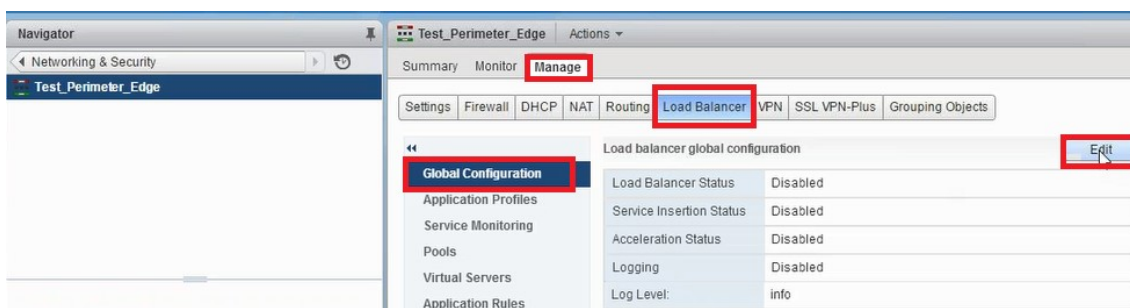 Navigator
Networking & Security
Test_Perimeter_Edge
Test_Perimeter_Edge Actions
Summary Monitor Manage
Settings Firewall DHCP NAT Routing Load Balancer VPN SSL VPN-Plus Grouping Objects
Global Configuration
Application Profiles
Service Monitoring
Pools
Virtual Servers
Application Rules
Load balancer global configuration Edit
Load Balancer Status Disabled
Service Insertion Status Disabled
Acceleration Status Disabled
Logging Disabled
Log Level: info